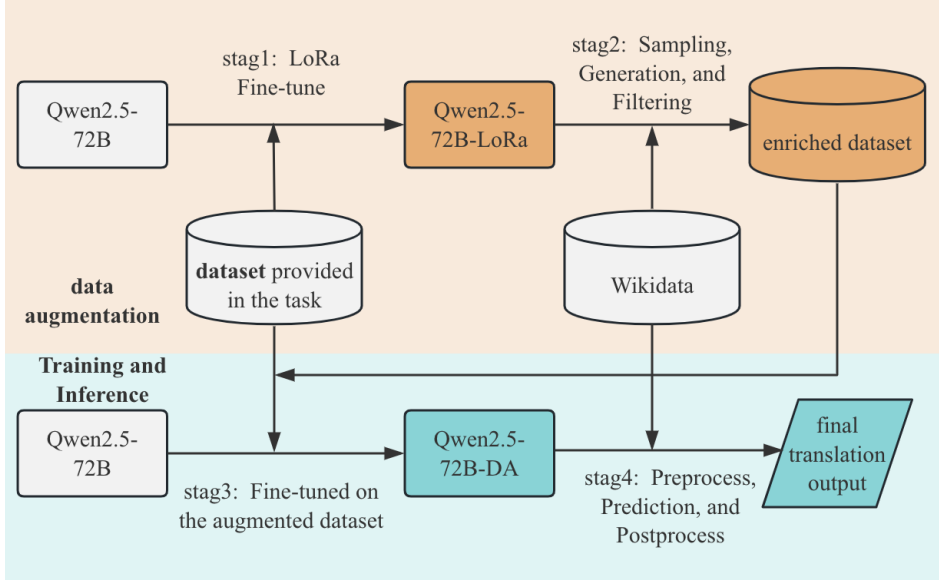 stag1:  LoRa
Fine-tune
stag2:  Sampling,
Generation, and
Filtering
Qwen2.5-
72B
Qwen2.5-
72B-LoRa
enriched dataset
dataset provided
in the task
Wikidata
data
augmentation
Training and
Inference
Qwen2.5-
72B
Qwen2.5-
72B-DA
final
translation
output
stag3:  Fine-tuned on
the augmented dataset
stag4:  Preprocess,
Prediction, and
Postprocess